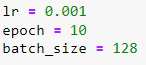 lr = 0.001
epoch = 10
batch_size = 128